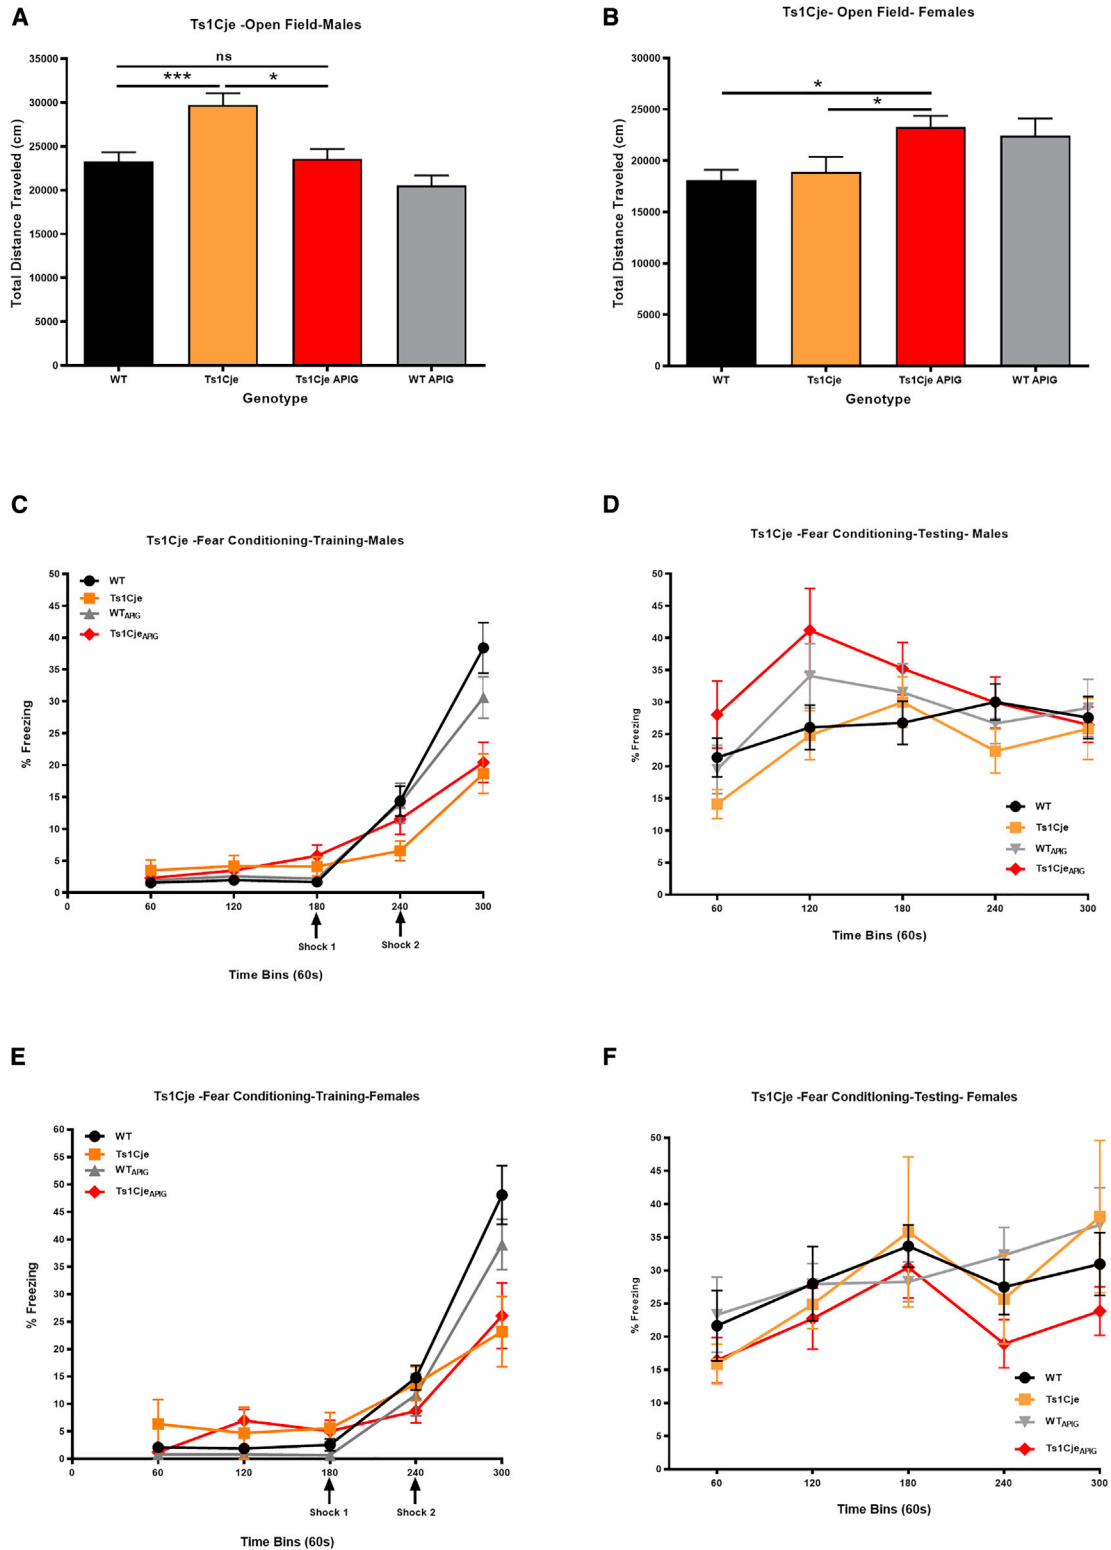 A
Ts1Cje -Open Field-Males
Total Distance Traveled (cm)
35000
30000
25000
20000
15000
10000
5000
0
ns
***
*
WT
Ts1Cje
Ts1Cje APIG
WT APIG
Genotype
B
Ts1Cje- Open Field- Females
Total Distance Traveled (cm)
30000
25000
20000
15000
10000
5000
0
*
*
WT
Ts1Cje
Ts1Cje APIG
WT APIG
Genotype
C
Ts1Cje -Fear Conditioning-Training-Males
% Freezing
50
45
40
35
30
25
20
15
10
5
0
WT
Ts1Cje
WTAPIG
Ts1CjeAPIG
0
60
120
180
240
300
Shock 1
Shock 2
Time Bins (60s)
D
Ts1Cje -Fear Conditioning-Testing- Males
% Freezing
50
45
40
35
30
25
20
15
10
5
0
WT
Ts1Cje
WTAPIG
Ts1CjeAPIG
60
120
180
240
300
Time Bins (60s)
E
Ts1Cje -Fear Conditioning-Training-Females
% Freezing
60
55
50
45
40
35
30
25
20
15
10
5
0
WT
Ts1Cje
WTAPIG
Ts1CjeAPIG
0
60
120
180
240
300
Shock 1
Shock 2
Time Bins (60s)
F
Ts1Cje -Fear Conditioning-Testing- Females
% Freezing
50
45
40
35
30
25
20
15
10
5
0
WT
Ts1Cje
WTAPIG
Ts1CjeAPIG
60
120
180
240
300
Time Bins (60s)